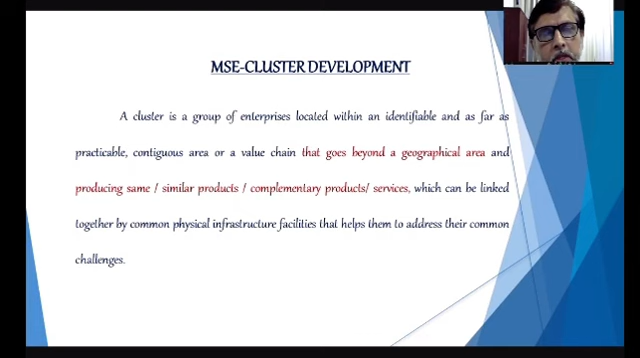 MSE-CLUSTER DEVELOPMENT
A cluster is a group of enterprises located within an identifiable and as far as
practicable, contiguous area or a value chain that goes beyond a geographical area and
producing same / similar products / complementary products/ services, which can be linked
together by common physical infrastructure facilities that helps them to address their common
challenges.